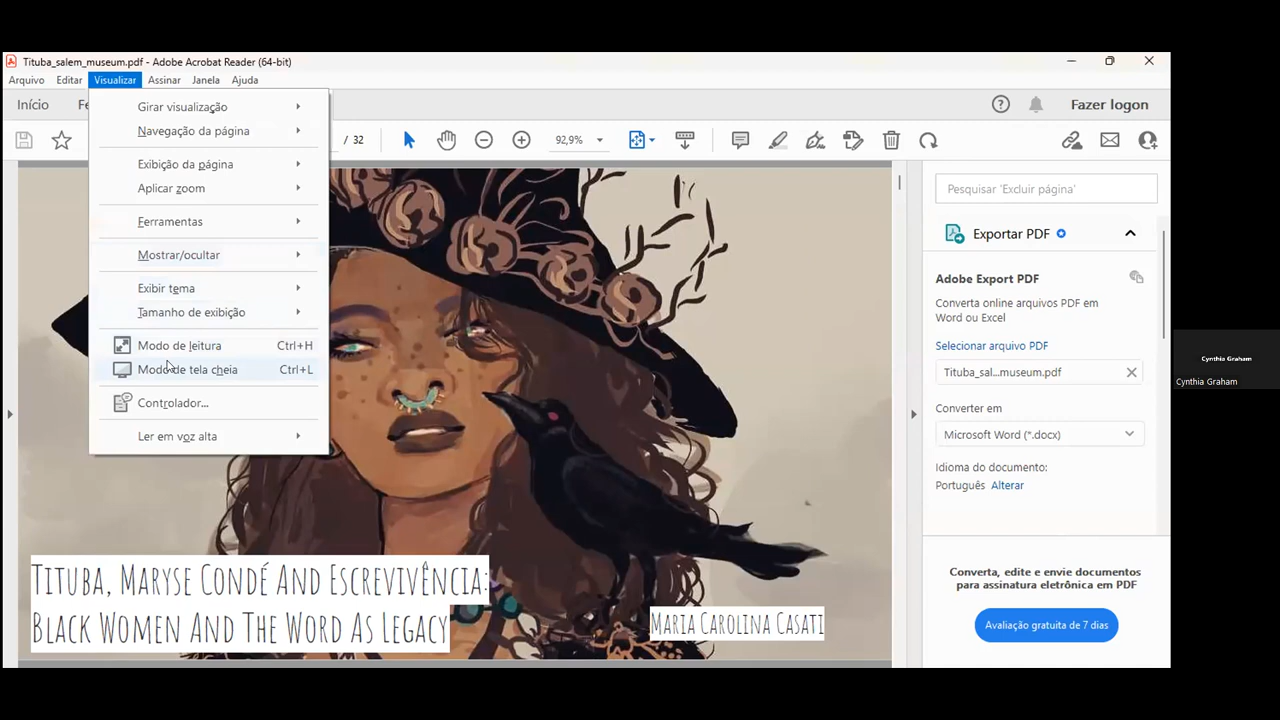 Tituba_salem_museum.pdf - Adobe Acrobat Reader (64-bit)
Arquivo Editar Visualizar Assinar Janela Ajuda
Início Fazer logon
/ 32 92,9%
Girar visualização
Navegação da página
Exibição da página
Aplicar zoom
Ferramentas
Mostrar/ocultar
Exibir tema
Tamanho de exibição
Modo de leitura Ctrl+H
Modo de tela cheia Ctrl+L
Controlador...
Ler em voz alta
Pesquisar 'Excluir página'
Exportar PDF
Adobe Export PDF
Converta online arquivos PDF em
Word ou Excel
Selecionar arquivo PDF
Tituba_sal...museum.pdf
Converter em
Microsoft Word (*.docx)
Idioma do documento:
Português Alterar
Converta, edite e envie documentos
para assinatura eletrônica em PDF
Avaliação gratuita de 7 dias
Tituba, Maryse Condé And Escrevivência:
Black Women And The Word As Legacy
Maria Carolina Casati
Cynthia Graham
Cynthia Graham